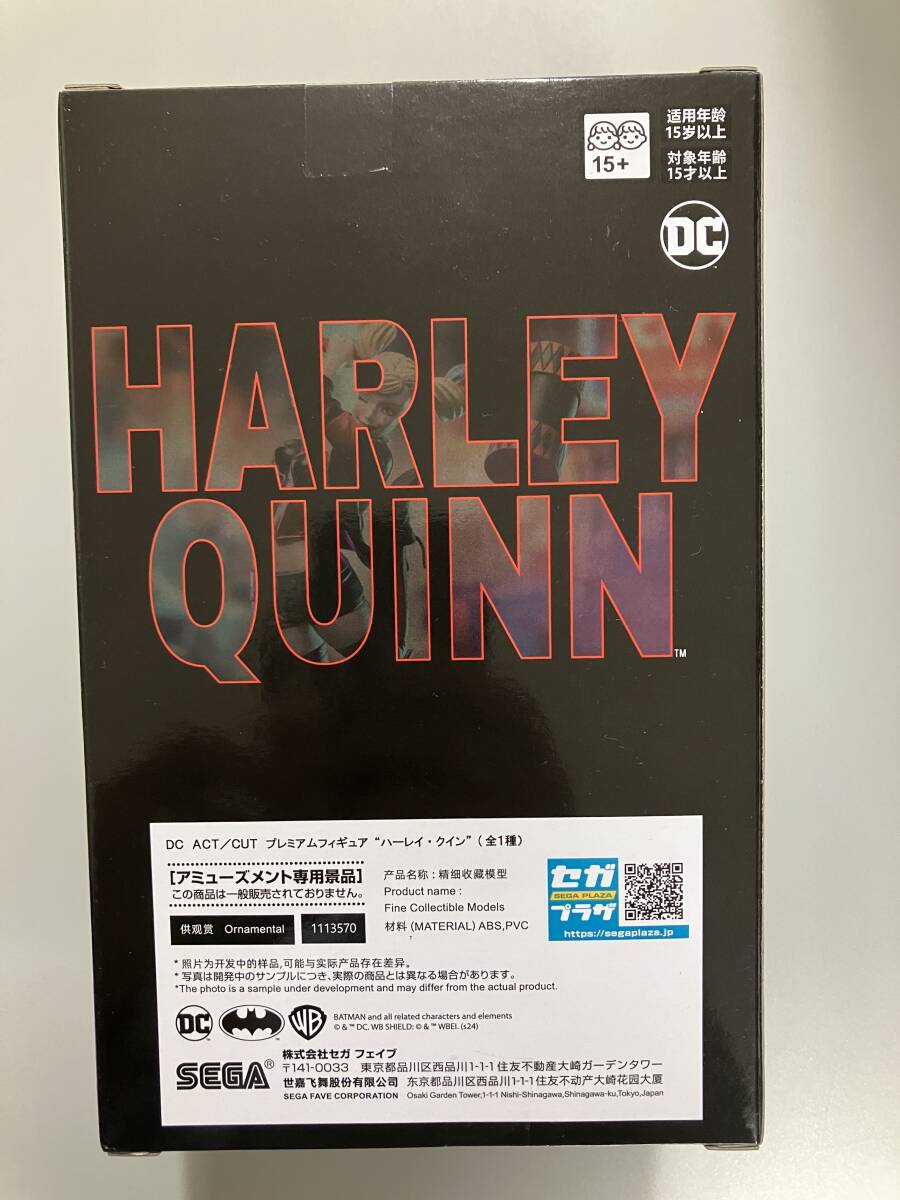 15+
适用年龄
15岁以上
対象年齢
15才以上
DC
HARLEY
QUINN
TM
DC ACT／CUT プレミアムフィギュア “ハーレイ・クイン”（全1種）
[アミューズメント専用景品]
この商品は一般販売されておりません。
供观赏 Ornamental
1113570
产品名称：精细收藏模型
Product name :
Fine Collectible Models
材料 (MATERIAL) ABS,PVC
セガ
SEGA PLAZA
プラザ
https://segaplaza.jp
* 照片为开发中的样品,可能与实际产品存在差异。
* 写真は開発中のサンプルにつき、実際の商品とは異なる場合があります。
*The photo is a sample under development and may differ from the actual product.
DC
WB
BATMAN and all related characters and elements
© & ™ DC. WB SHIELD: © & ™ WBEI. (s24)
SEGA®
株式会社セガ フェイブ
〒141-0033 東京都品川区西品川1-1-1 住友不動産大崎ガーデンタワー
世嘉飞舞股份有限公司 东京都品川区西品川1-1-1住友不动产大崎花园大厦
SEGA FAVE CORPORATION Osaki Garden Tower,1-1-1 Nishi-Shinagawa,Shinagawa-ku,Tokyo,Japan